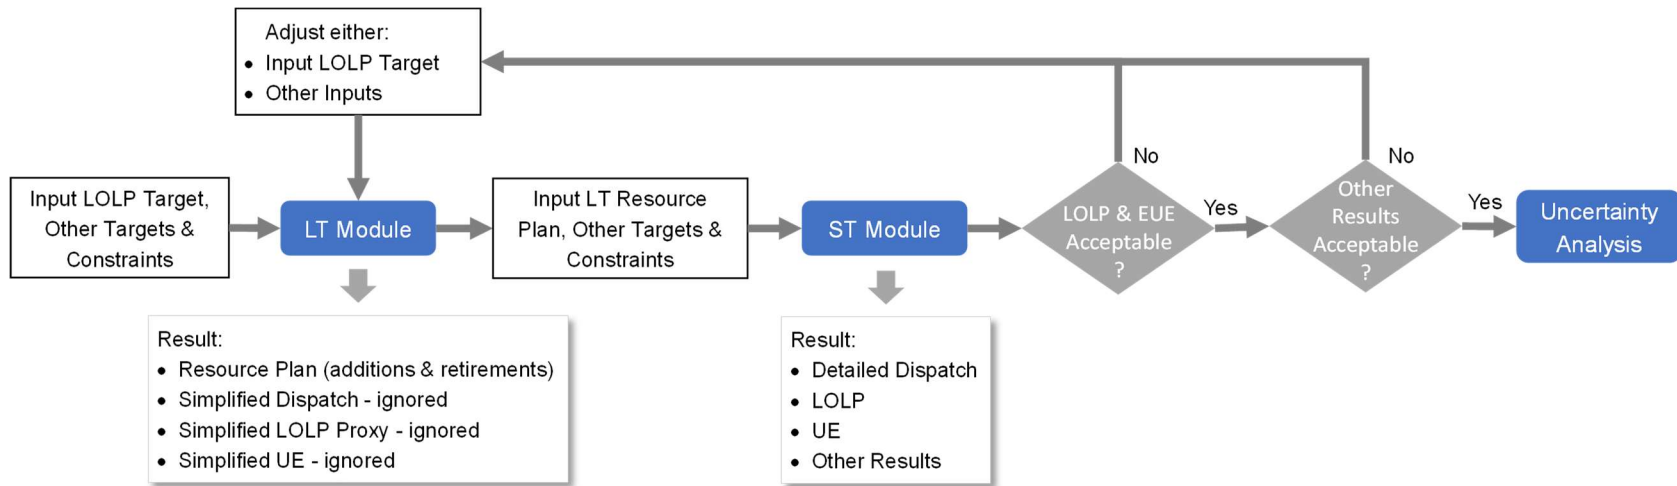 Adjust either:
• Input LOLP Target
• Other Inputs
Input LOLP Target,
Other Targets &
Constraints
LT Module
Input LT Resource
Plan, Other Targets &
Constraints
ST Module
No
LOLP & EUE
Acceptable
?
Yes
No
Other
Results
Acceptable
?
Yes
Uncertainty
Analysis
Result:
• Resource Plan (additions & retirements)
• Simplified Dispatch - ignored
• Simplified LOLP Proxy - ignored
• Simplified UE - ignored
Result:
• Detailed Dispatch
• LOLP
• UE
• Other Results